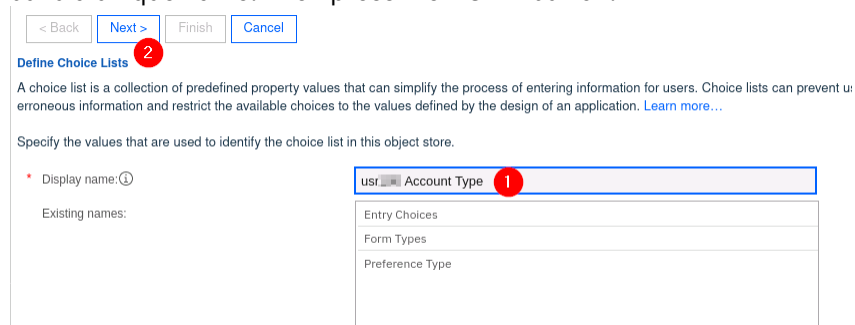 < Back Next > Finish Cancel
2
Define Choice Lists
A choice list is a collection of predefined property values that can simplify the process of entering information for users. Choice lists can prevent
erroneous information and restrict the available choices to the values defined by the design of an application. Learn more…
Specify the values that are used to identify the choice list in this object store.
* Display name: usr Account Type 1
Existing names: Entry Choices
Form Types
Preference Type